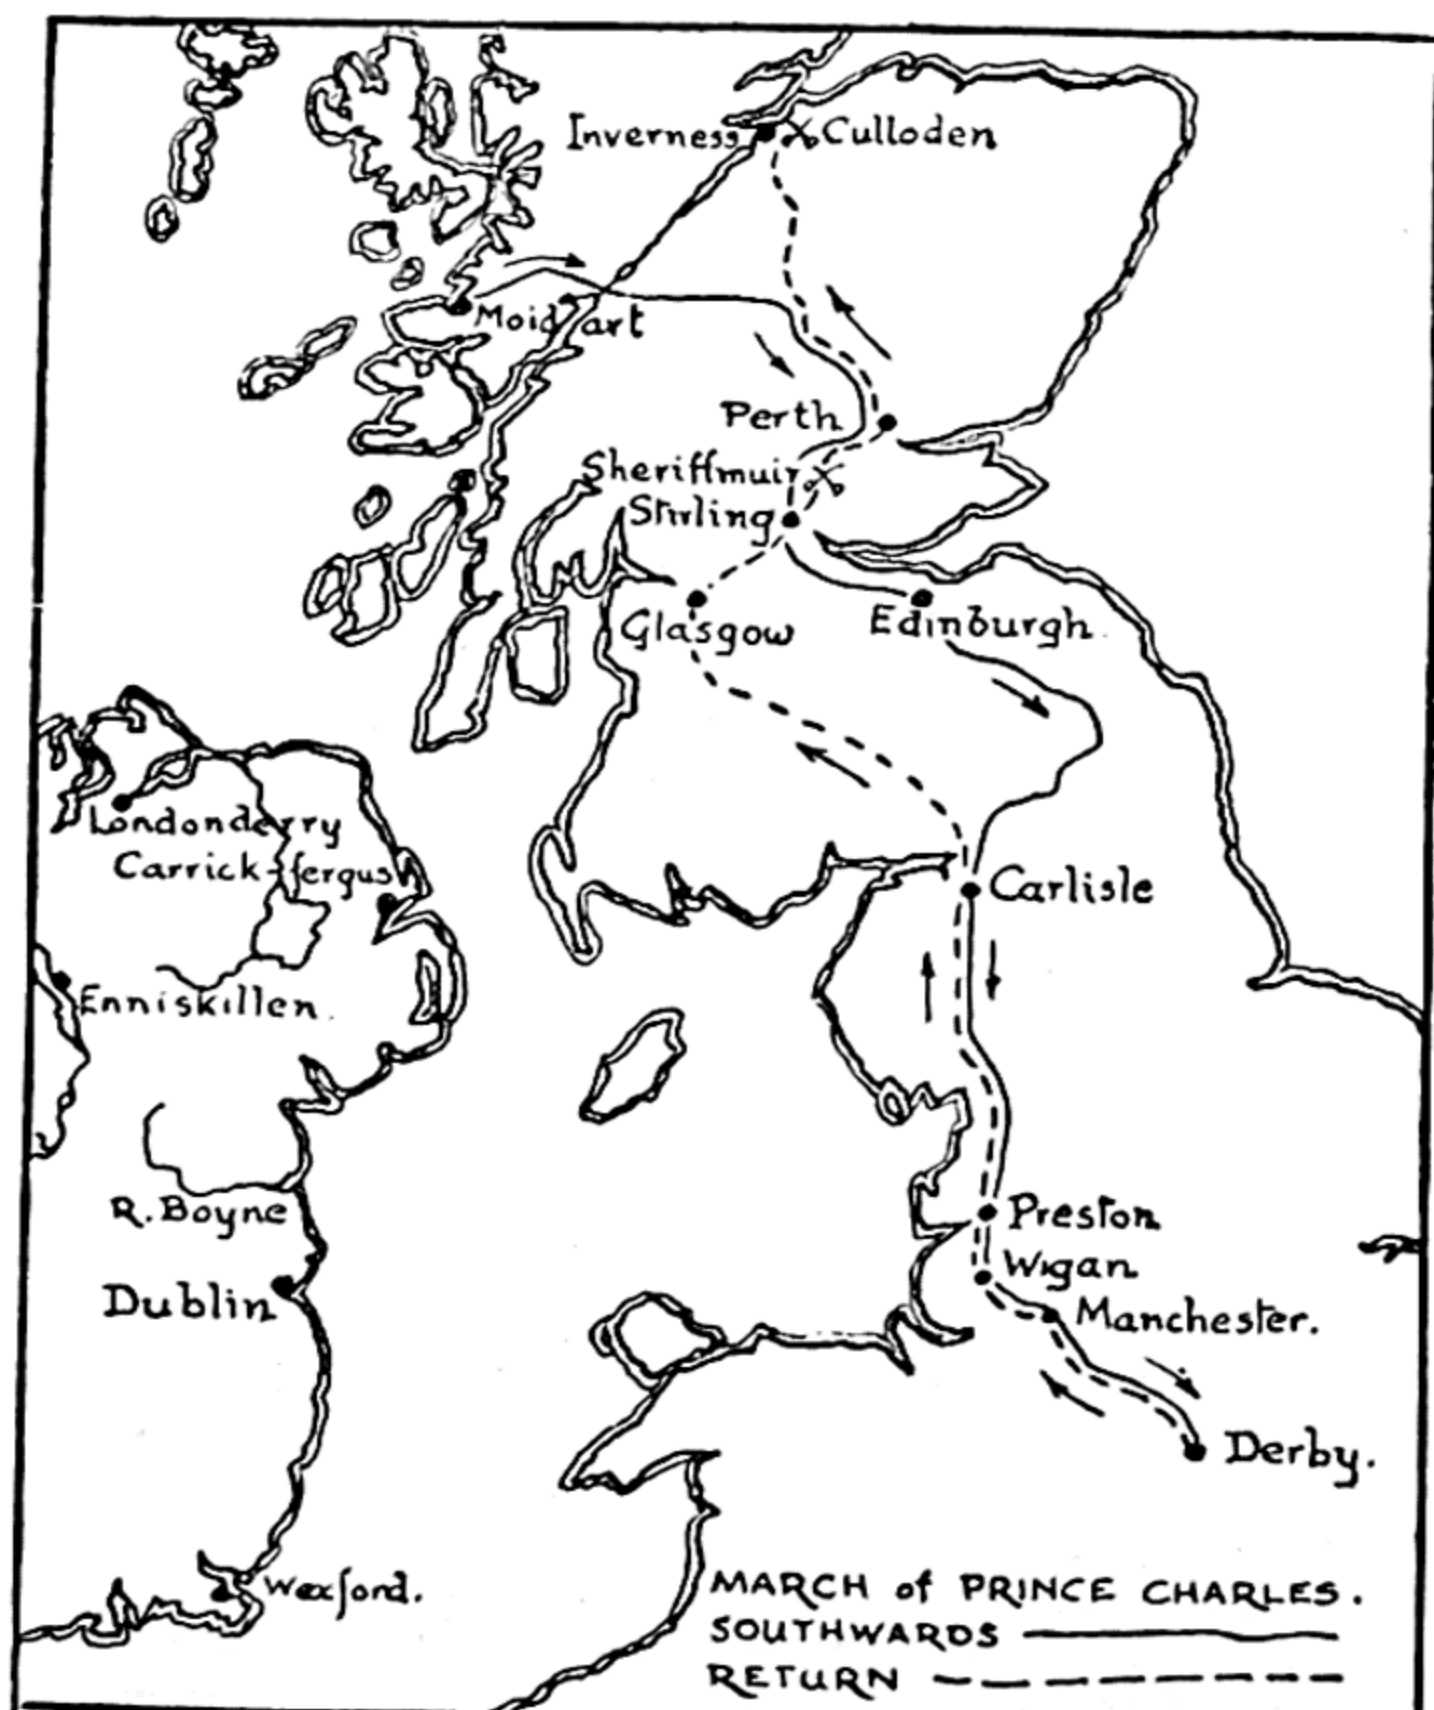 Inverness
Culloden
Moidart
Perth
Sheriffmuir
Stirling
Glasgow
Edinburgh
Londonderry
Carrick-fergus
Carlisle
Enniskillen
R. Boyne
Preston
Wigan
Dublin
Manchester.
Derby.
Wexford.
MARCH of PRINCE CHARLES.
SOUTHWARDS
RETURN